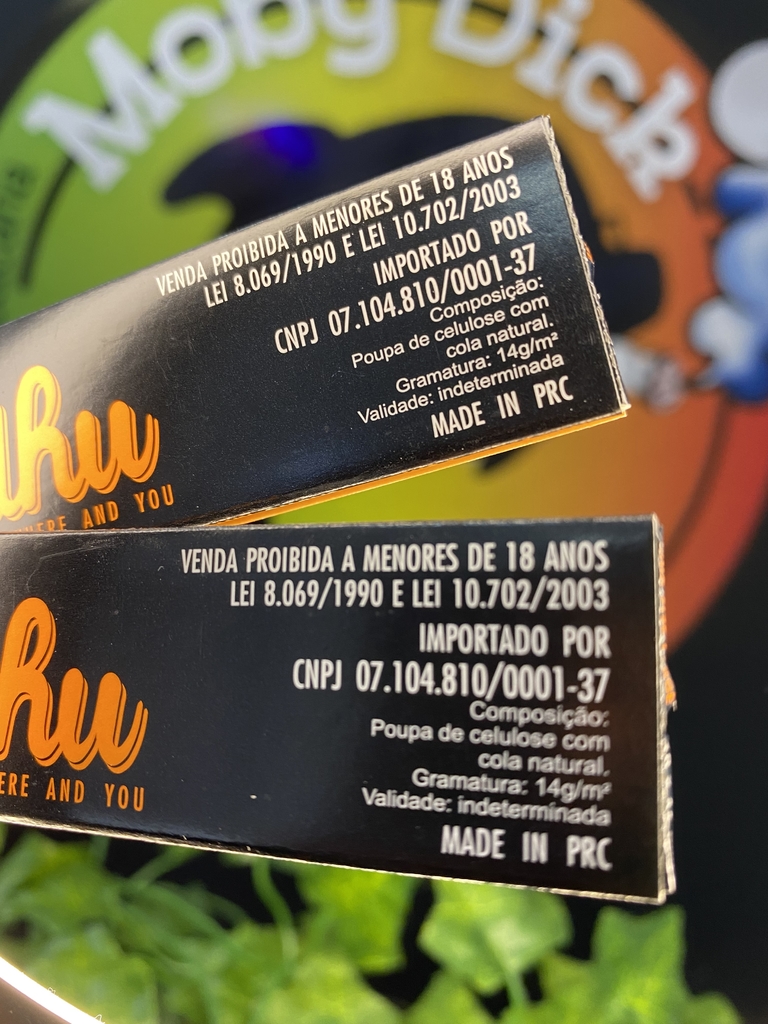 Moby Dick
VENDA PROIBIDA A MENORES DE 18 ANOS
LEI 8.069/1990 E LEI 10.702/2003
IMPORTADO POR
CNPJ 07.104.810/0001-37
Composição:
Poupa de celulose com
cola natural.
Gramatura: 14g/m²
Validade: indeterminada
MADE IN PRC
hu
AND YOU
VENDA PROIBIDA A MENORES DE 18 ANOS
LEI 8.069/1990 E LEI 10.702/2003
IMPORTADO POR
CNPJ 07.104.810/0001-37
Composição:
Poupa de celulose com
cola natural.
Gramatura: 14g/m²
Validade: indeterminada
MADE IN PRC
hu
ERE AND YOU